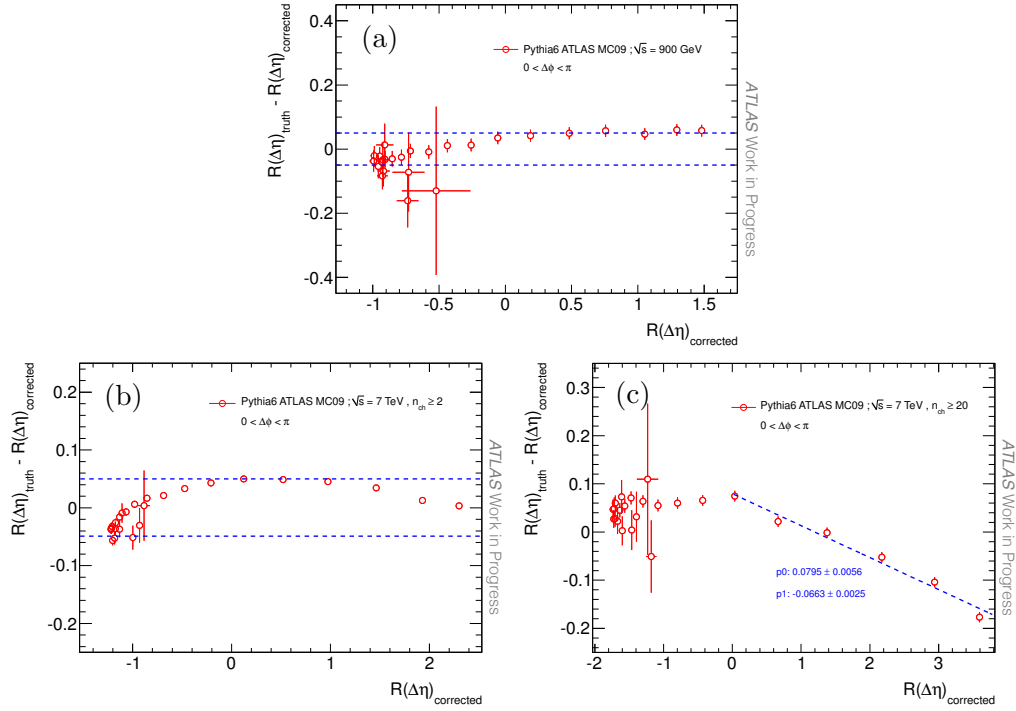 (a)
Pythia6 ATLAS MC09 ; √s = 900 GeV
0 < Δϕ < π
R(Δη)truth - R(Δη)corrected
0.4
0.2
0
-0.2
-0.4
-1 -0.5 0 0.5 1 1.5
R(Δη)corrected
ATLAS Work in Progress
(b)
Pythia6 ATLAS MC09 ; √s = 7 TeV , nch ≥ 2
0 < Δϕ < π
R(Δη)truth - R(Δη)corrected
0.2
0.1
0
-0.1
-0.2
-1 0 1 2
R(Δη)corrected
ATLAS Work in Progress
(c)
Pythia6 ATLAS MC09 ; √s = 7 TeV , nch ≥ 20
0 < Δϕ < π
R(Δη)truth - R(Δη)corrected
0.3
0.2
0.1
0
-0.1
-0.2
p0: 0.0795 ± 0.0056
p1: -0.0663 ± 0.0025
-2 -1 0 1 2 3
R(Δη)corrected
ATLAS Work in Progress